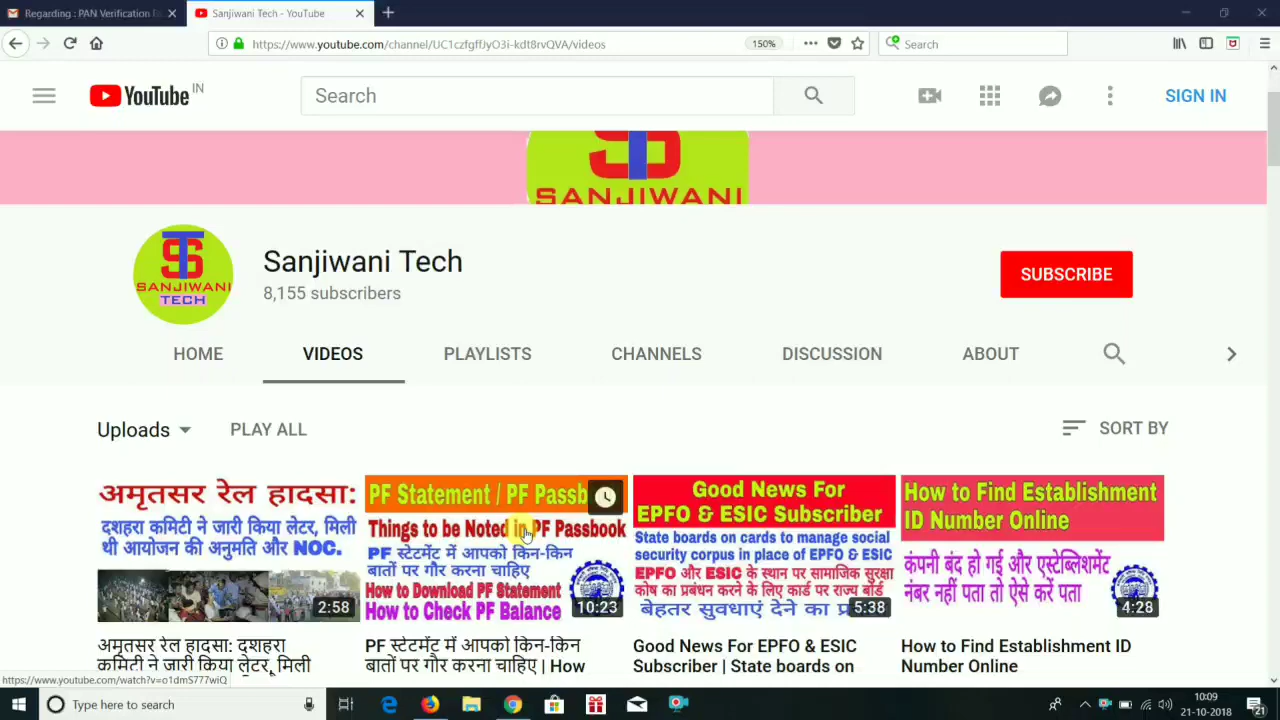 Regarding : PAN Verification
Sanjiwani Tech - YouTube
https://www.youtube.com/channel/UC1czfgffJyO3i-kdt8rvQVA/videos
150%
Search
YouTube IN
Search
SIGN IN
SANJIWANI
SANJIWANI
TECH
Sanjiwani Tech
8,155 subscribers
SUBSCRIBE
HOME
VIDEOS
PLAYLISTS
CHANNELS
DISCUSSION
ABOUT
Uploads
PLAY ALL
SORT BY
अमृतसर रेल हादसा:
दशहरा कमिटी ने जारी किया लेटर, मिली
थी आयोजन की अनुमति और NOC.
2:58
अमृतसर रेल हादसा: दशहरा
कमिटी ने जारी किया लेटर, मिली
PF Statement / PF Passb
Things to be Noted in PF Passbook
PF स्टेटमेंट में आपको किन-किन
बातों पर गौर करना चाहिए
How to Download PF Statement
How to Check PF Balance
10:23
PF स्टेटमेंट में आपको किन-किन
बातों पर गौर करना चाहिए | How
Good News For
EPFO & ESIC Subscriber
State boards on cards to manage social
security corpus in place of EPFO & ESIC
EPFO और ESIC के स्थान पर सामाजिक सुरक्षा
कोष का प्रबंधन करने के लिए कार्ड पर राज्य बोर्ड
बेहतर सुवधाएं देने का
5:38
Good News For EPFO & ESIC
Subscriber | State boards on
How to Find Establishment
ID Number Online
कंपनी बंद हो गई और एस्टेब्लिशमेंट
नंबर नहीं पता तो ऐसे करें पता
4:28
How to Find Establishment ID
Number Online
https://www.youtube.com/watch?v=o1dmS777wiQ
Type here to search
10:09
21-10-2018
21